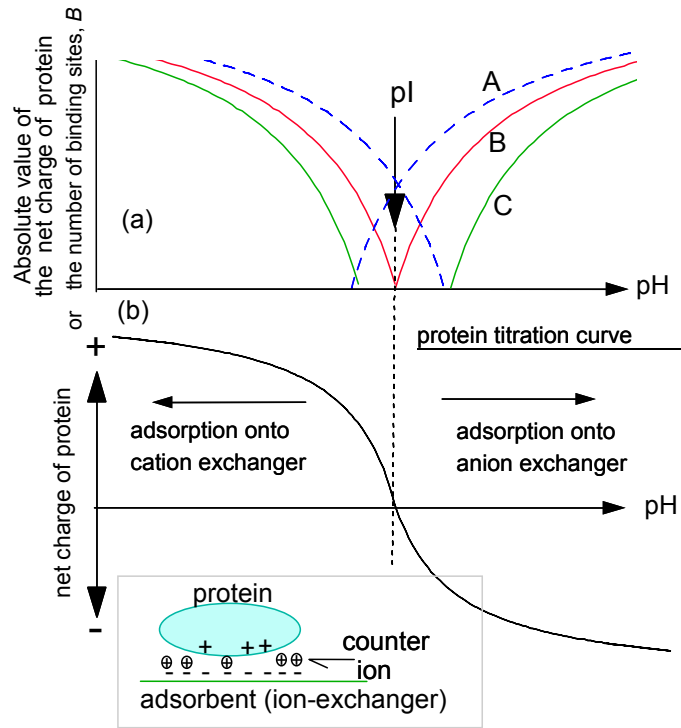 Absolute value of
the net charge of protein
or the number of binding sites, B
pI
A
B
C
(a)
pH
(b)
+
protein titration curve
adsorption onto
cation exchanger
adsorption onto
anion exchanger
net charge of protein
pH
-
protein
+ + +
counter
ion
+ + + + +
- - - - - - - -
adsorbent (ion-exchanger)